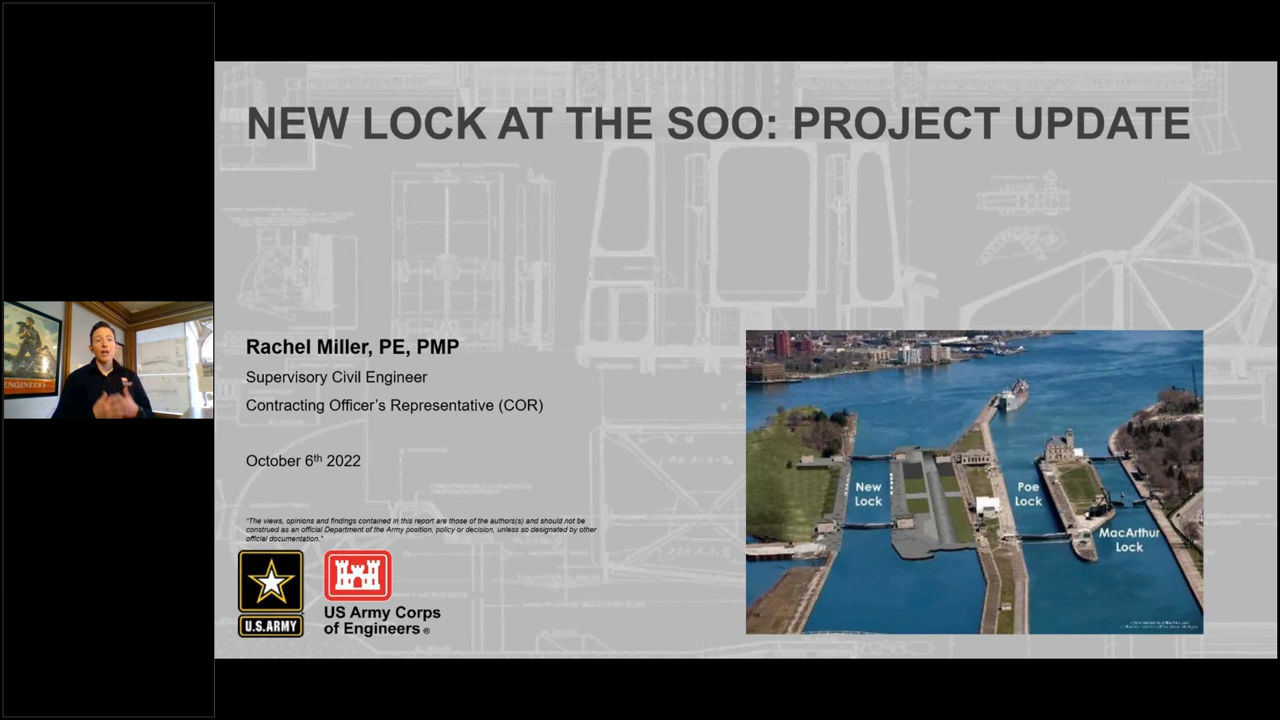 NEW LOCK AT THE SOO: PROJECT UPDATE
Rachel Miller, PE, PMP
Supervisory Civil Engineer
Contracting Officer's Representative (COR)
October 6th 2022
"The views, opinions and findings contained in this report are those of the authors(s) and should not be
construed as an official Department of the Army position, policy or decision, unless so designated by other
official documentation."
U.S.ARMY
US Army Corps
of Engineers ®
ENGINEERS
New
Lock
Poe
Lock
MacArthur
Lock